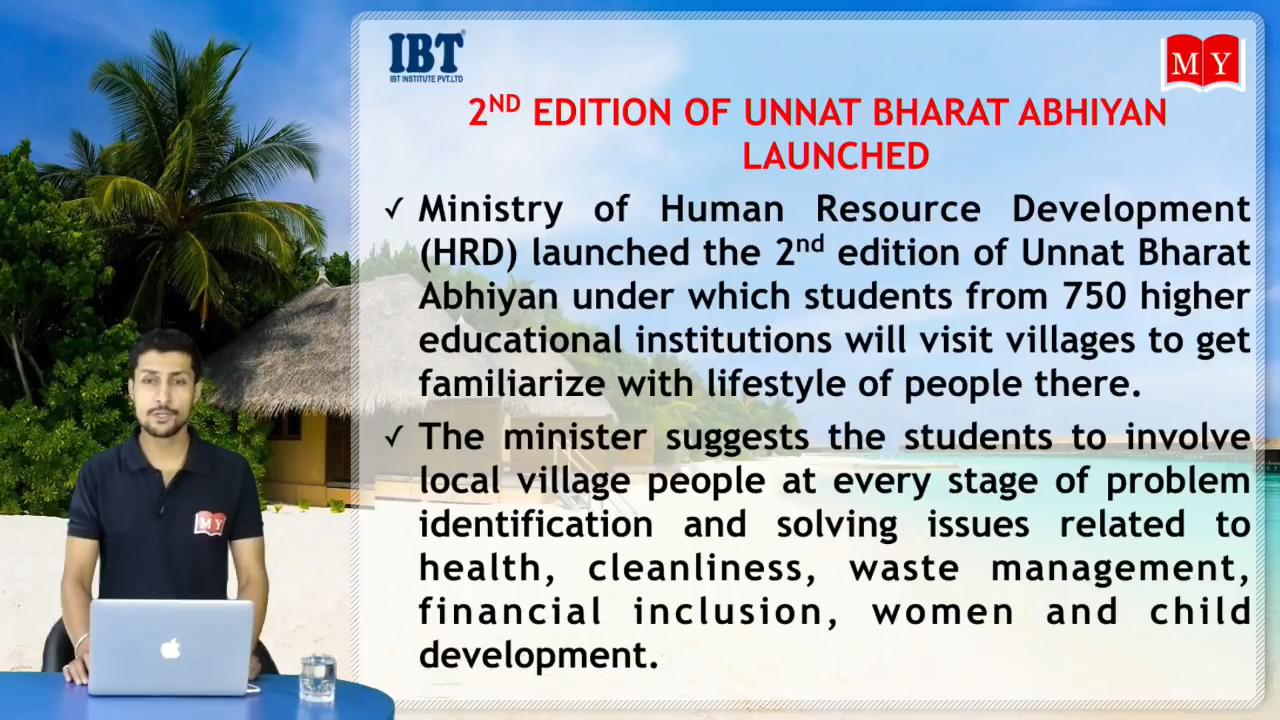 IBT®
IBT INSTITUTE PVT.LTD
M Y
2ND EDITION OF UNNAT BHARAT ABHIYAN
LAUNCHED
✓ Ministry of Human Resource Development
(HRD) launched the 2nd edition of Unnat Bharat
Abhiyan under which students from 750 higher
educational institutions will visit villages to get
familiarize with lifestyle of people there.
✓ The minister suggests the students to involve
local village people at every stage of problem
identification and solving issues related to
health, cleanliness, waste management,
financial inclusion, women and child
development.
M Y